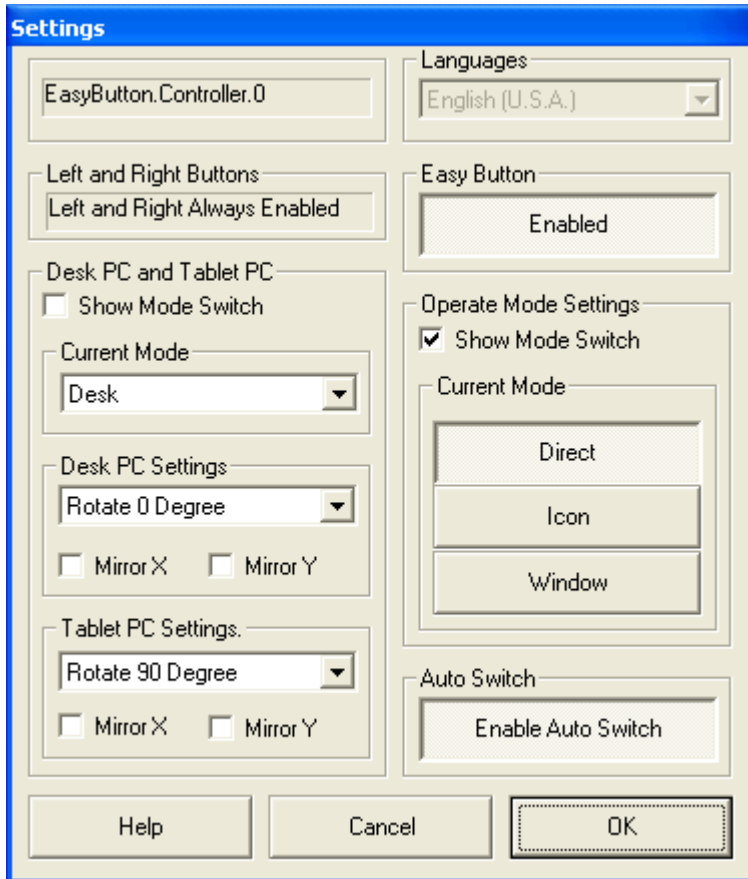 Settings
EasyButton.Controller.0
Languages
English (U.S.A.)
Left and Right Buttons
Left and Right Always Enabled
Easy Button
Enabled
Desk PC and Tablet PC
Show Mode Switch
Current Mode
Desk
Desk PC Settings
Rotate 0 Degree
Mirror X Mirror Y
Tablet PC Settings.
Rotate 90 Degree
Mirror X Mirror Y
Operate Mode Settings
Show Mode Switch
Current Mode
Direct
Icon
Window
Auto Switch
Enable Auto Switch
Help Cancel OK